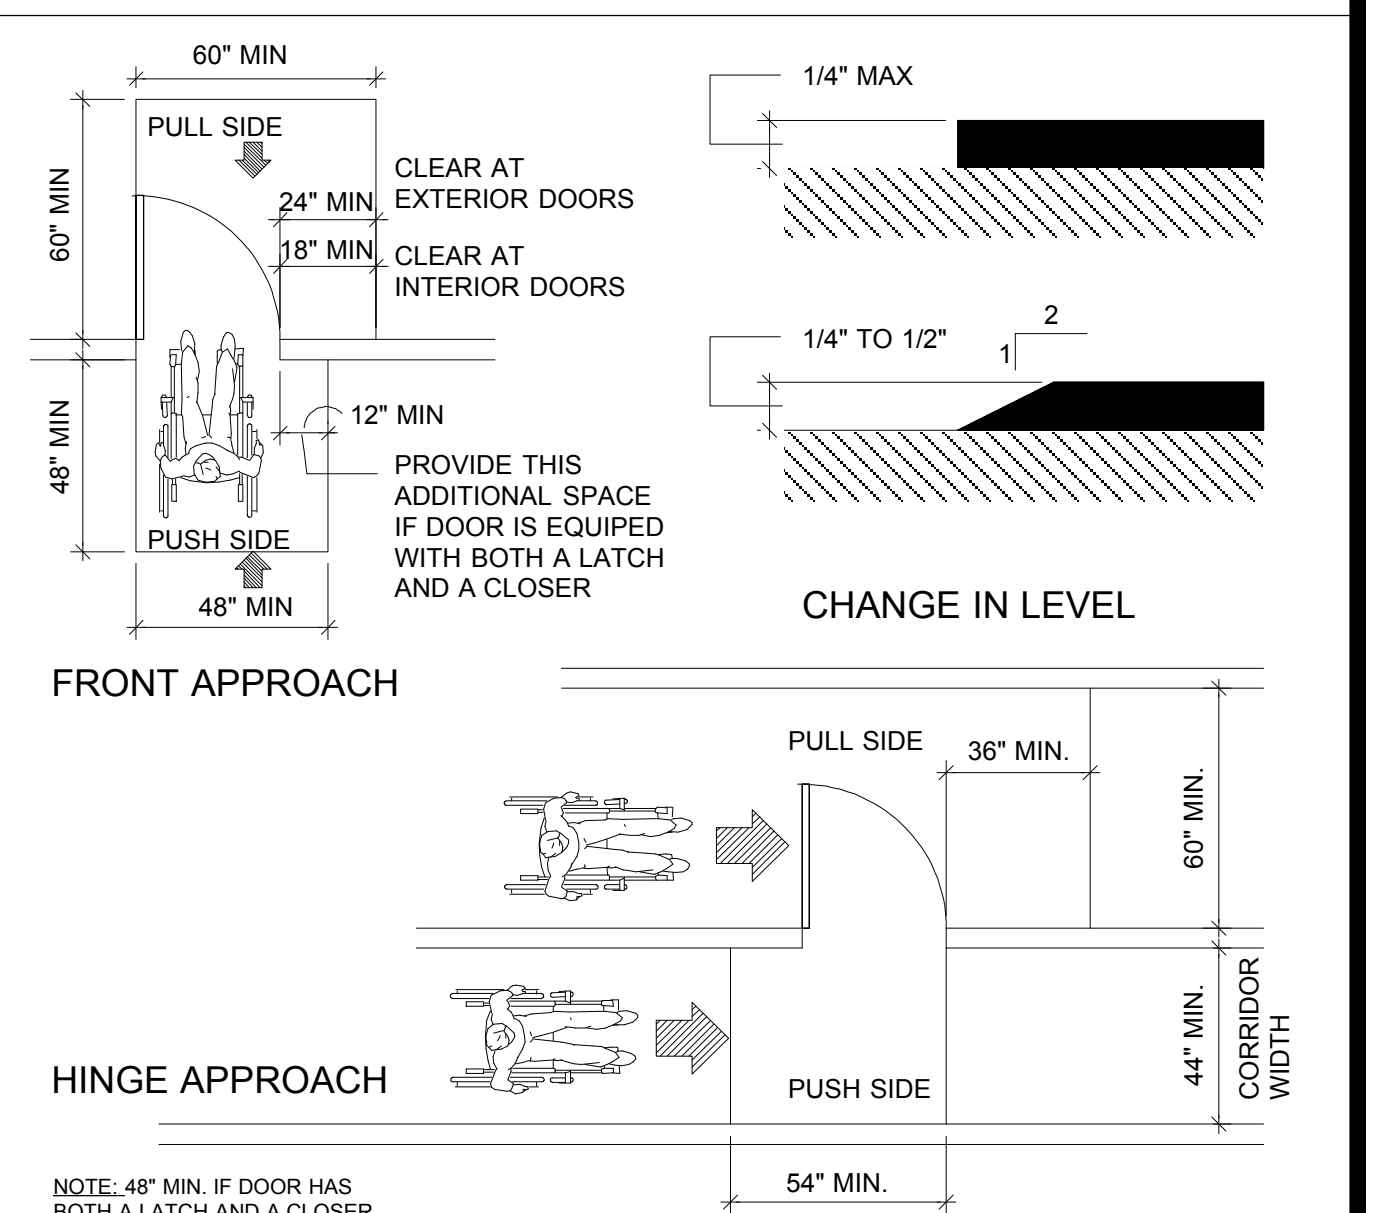 60" MIN
PULL SIDE
60" MIN
24" MIN
CLEAR AT
EXTERIOR DOORS
18" MIN
CLEAR AT
INTERIOR DOORS
48" MIN
12" MIN
PROVIDE THIS
ADDITIONAL SPACE
IF DOOR IS EQUIPED
WITH BOTH A LATCH
AND A CLOSER
PUSH SIDE
48" MIN
FRONT APPROACH
1/4" MAX
1/4" TO 1/2"
2
1
CHANGE IN LEVEL
PULL SIDE
36" MIN.
60" MIN.
44" MIN.
CORRIDOR
WIDTH
PUSH SIDE
54" MIN.
HINGE APPROACH
NOTE: 48" MIN. IF DOOR HAS
BOTH A LATCH AND A CLOSER